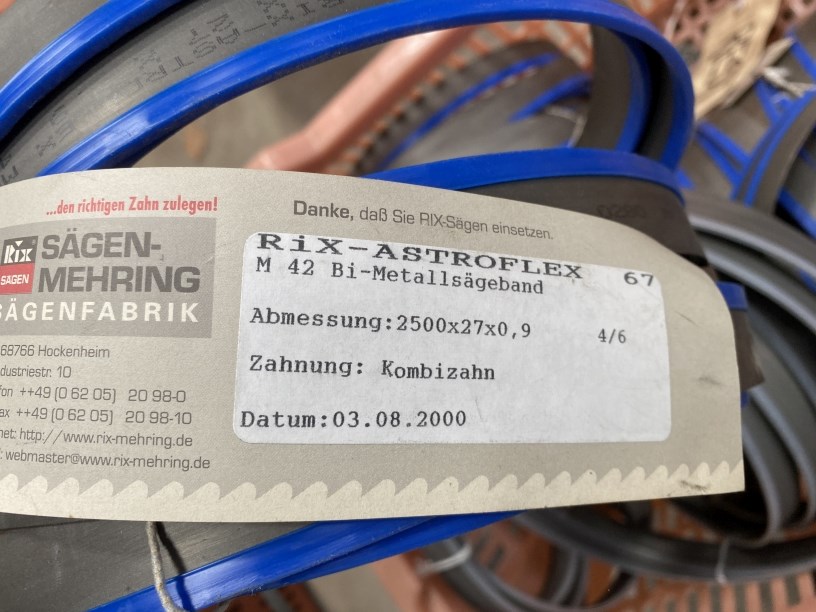 ...den richtigen Zahn zulegen!
Danke, daß Sie RIX-Sägen einsetzen.
Rix
SÄGEN
SÄGEN-
MEHRING
SÄGENFABRIK
68766 Hockenheim
dustriestr. 10
fon ++49 (0 62 05) 20 98-0
ax ++49 (0 62 05) 20 98-10
net: http://www.rix-mehring.de
: webmaster@www.rix-mehring.de
RiX-ASTROFLEX 67
M 42 Bi-Metallsägeband
Abmessung:2500x27x0,9 4/6
Zahnung: Kombizahn
Datum:03.08.2000